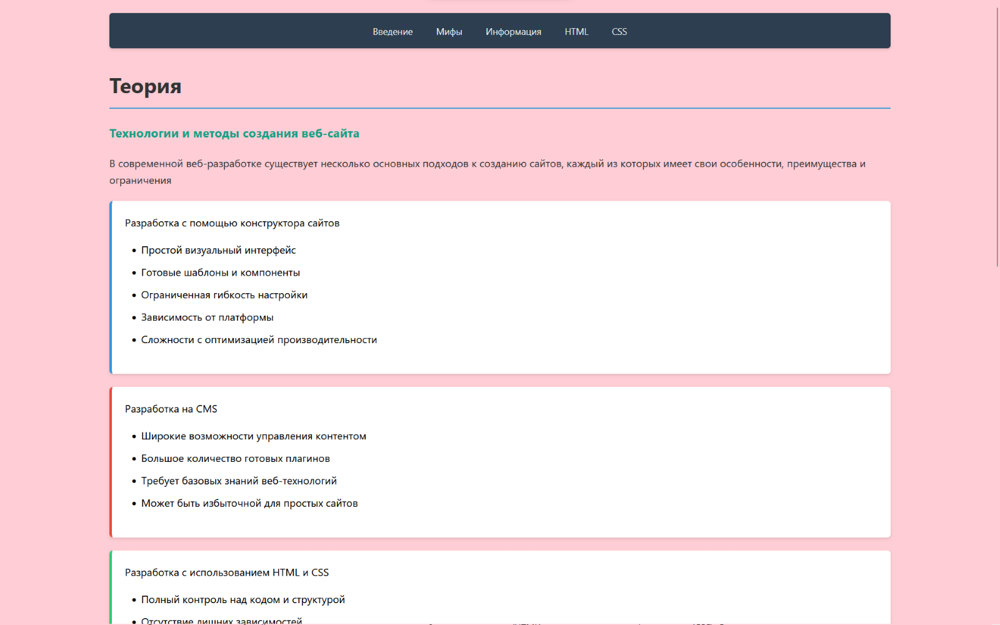 Введение Мифы Информация HTML CSS
Теория
Технологии и методы создания веб-сайта
В современной веб-разработке существует несколько основных подходов к созданию сайтов, каждый из которых имеет свои особенности, преимущества и
ограничения
Разработка с помощью конструктора сайтов
• Простой визуальный интерфейс
• Готовые шаблоны и компоненты
• Ограниченная гибкость настройки
• Зависимость от платформы
• Сложности с оптимизацией производительности
Разработка на CMS
• Широкие возможности управления контентом
• Большое количество готовых плагинов
• Требует базовых знаний веб-технологий
• Может быть избыточной для простых сайтов
Разработка с использованием HTML и CSS
• Полный контроль над кодом и структурой
• Отсутствие лишних зависимостей